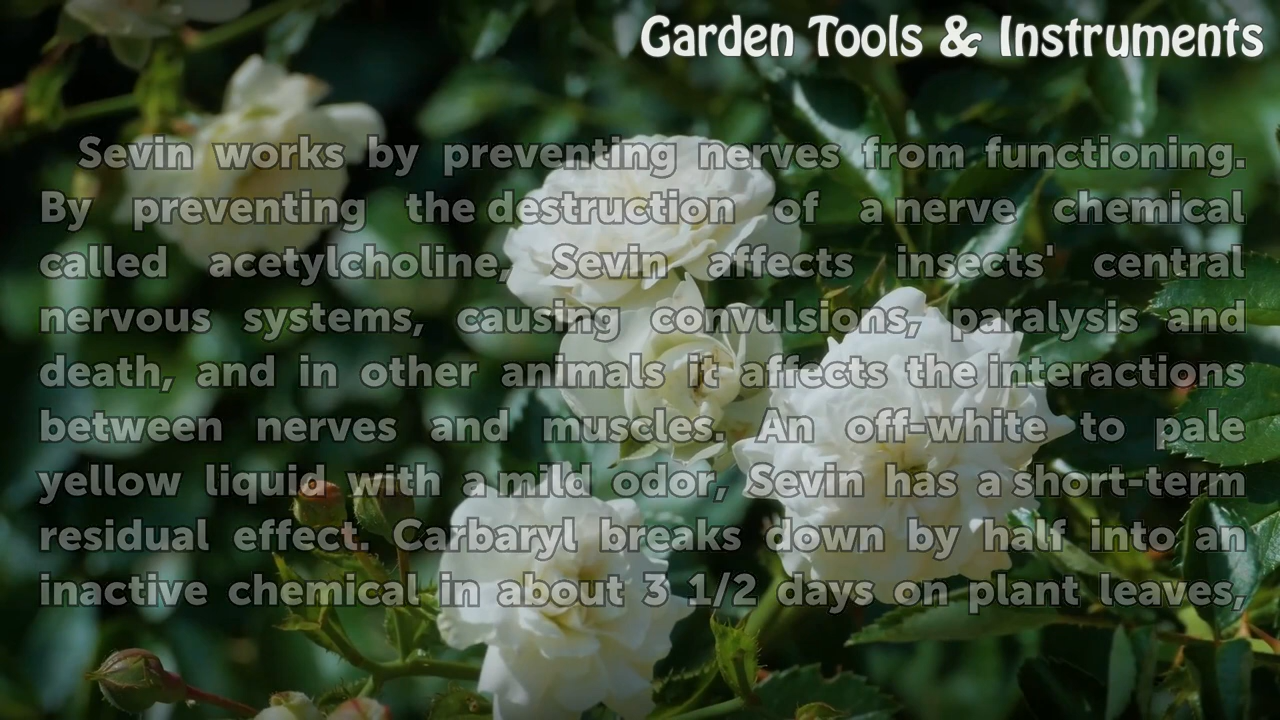 Garden Tools & Instruments
Sevin works by preventing nerves from functioning.
By preventing the destruction of a nerve chemical
called acetylcholine, Sevin affects insects' central
nervous systems, causing convulsions, paralysis and
death, and in other animals it affects the interactions
between nerves and muscles. An off-white to pale
yellow liquid with a mild odor, Sevin has a short-term
residual effect. Carbaryl breaks down by half into an
inactive chemical in about 3 1/2 days on plant leaves,